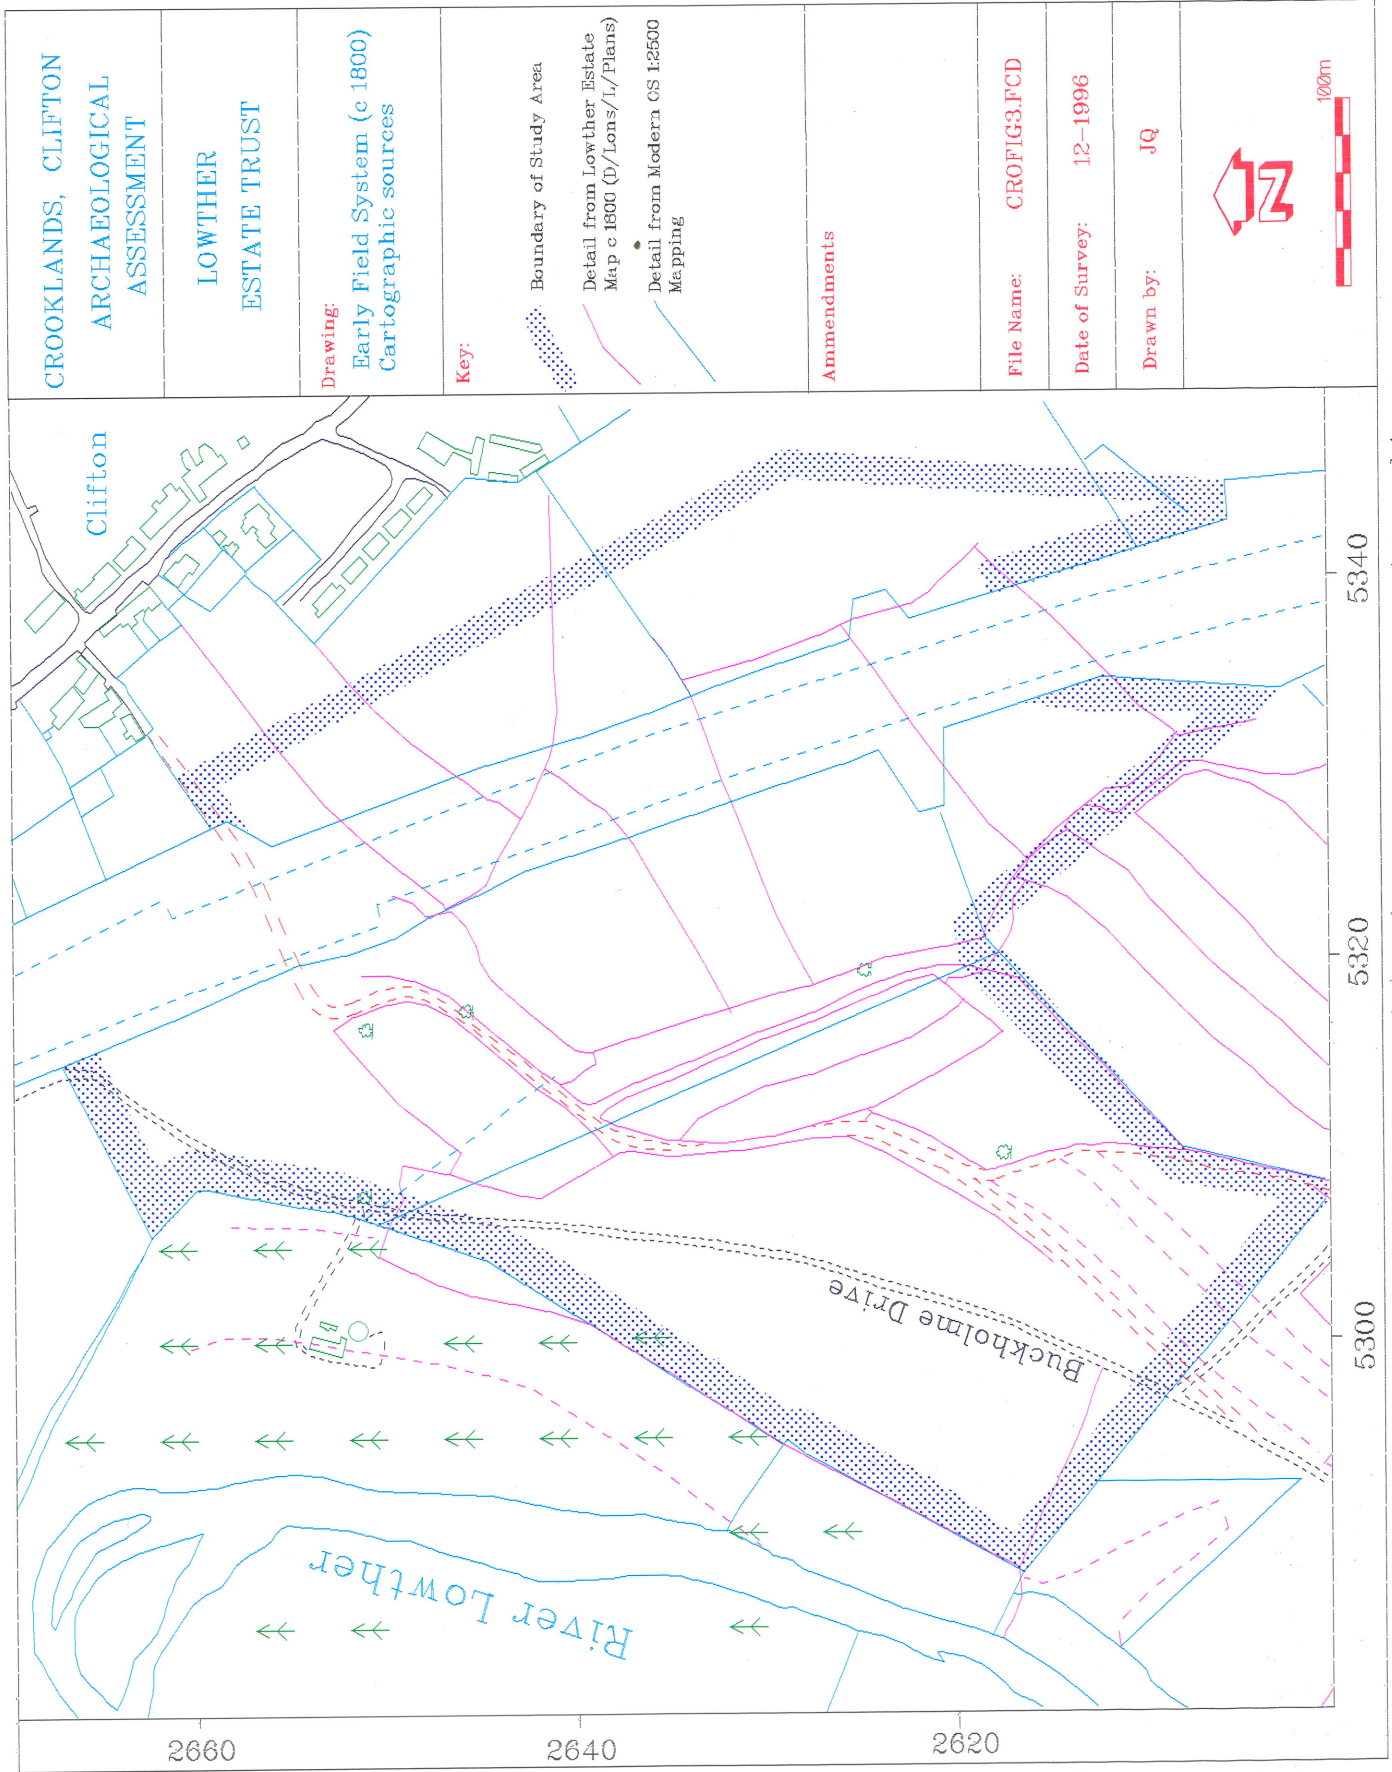 CROOKLANDS, CLIFTON
ARCHAEOLOGICAL
ASSESSMENT
LOWTHER
ESTATE TRUST
Drawing:
Early Field System (c 1800)
Cartographic sources
Key:
Boundary of Study Area
Detail from Lowther Estate
Map c 1800 (D/Lons/L/Plans)
Detail from Modern OS 1:2500
Mapping
Ammendments
File Name: CROFIG3.FCD
Date of Survey: 12-1996
Drawn by: JQ
N
100m
Clifton
Buckholme Drive
River Lowther
5340
5320
5300
2660
2640
2620